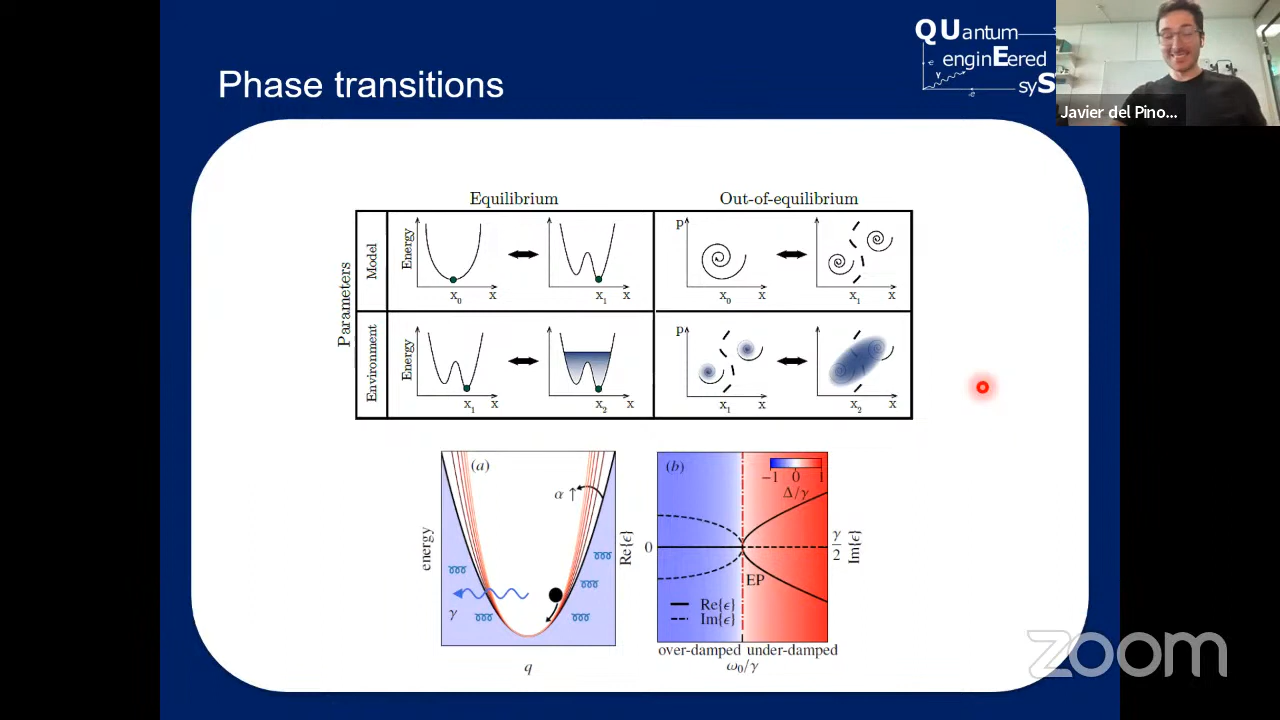 QUantum
enginEered
syS
Javier del Pino...
Phase transitions
Equilibrium
Out-of-equilibrium
Parameters
Model
Energy
x₀
x
x₁
x
p
x₀
x
x₁
x
Environment
Energy
x₁
x
x₂
x
p
x₁
x
x₂
x
(a)
α ↑
energy
γ
q
(b)
−1 0 1
Δ/γ
Re{ϵ}
0
EP
γ/2
Im{ϵ}
Re{ϵ}
Im{ϵ}
over-damped under-damped
ω₀/γ
zoom